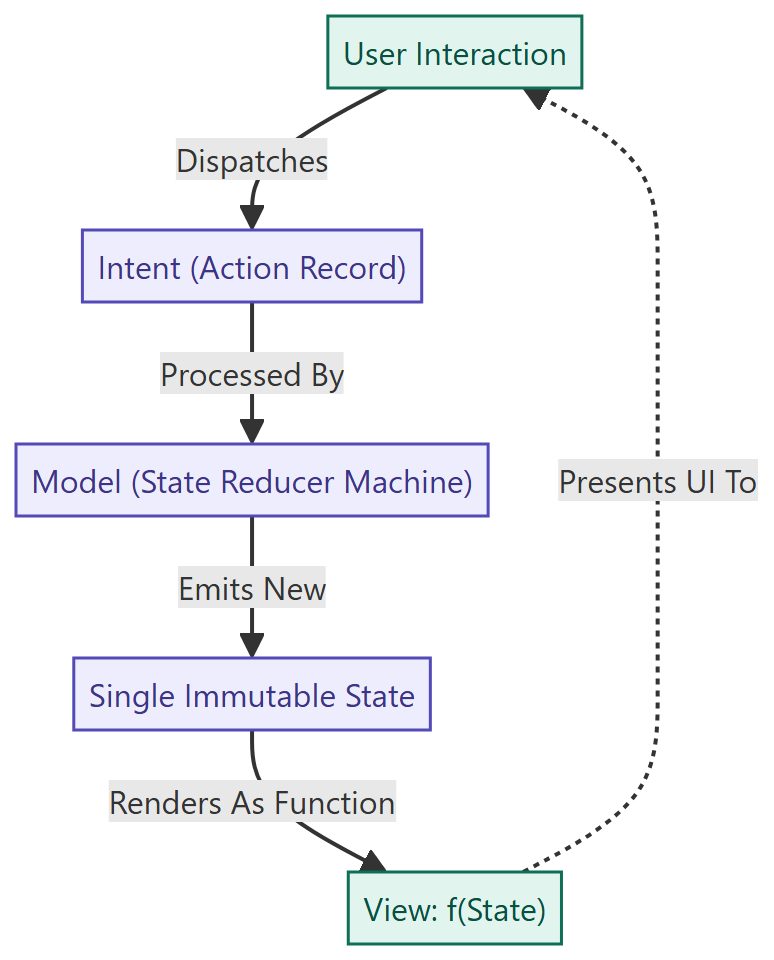 User Interaction
Dispatches
Intent (Action Record)
Processed By
Model (State Reducer Machine)
Presents UI To
Emits New
Single Immutable State
Renders As Function
View: f(State)